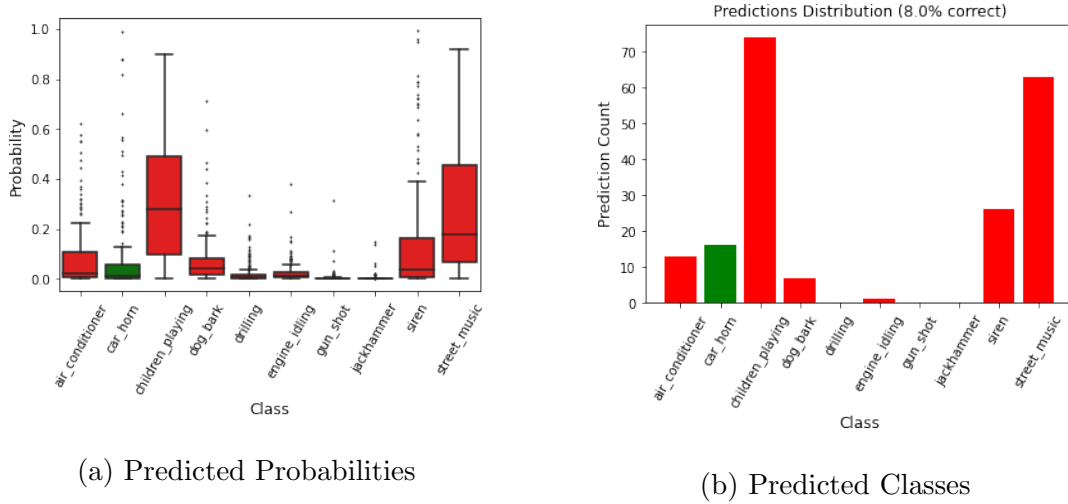 1.0
0.8
0.6
0.4
0.2
0.0
Probability
air_conditioner
car_horn
children_playing
dog_bark
drilling
engine_idling
gun_shot
jackhammer
siren
street_music
Class
(a) Predicted Probabilities
Predictions Distribution (8.0% correct)
70
60
50
40
30
20
10
0
Prediction Count
air_conditioner
car_horn
children_playing
dog_bark
drilling
engine_idling
gun_shot
jackhammer
siren
street_music
Class
(b) Predicted Classes